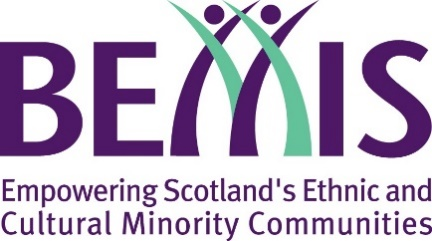 BEMIS
Empowering Scotland's Ethnic and
Cultural Minority Communities